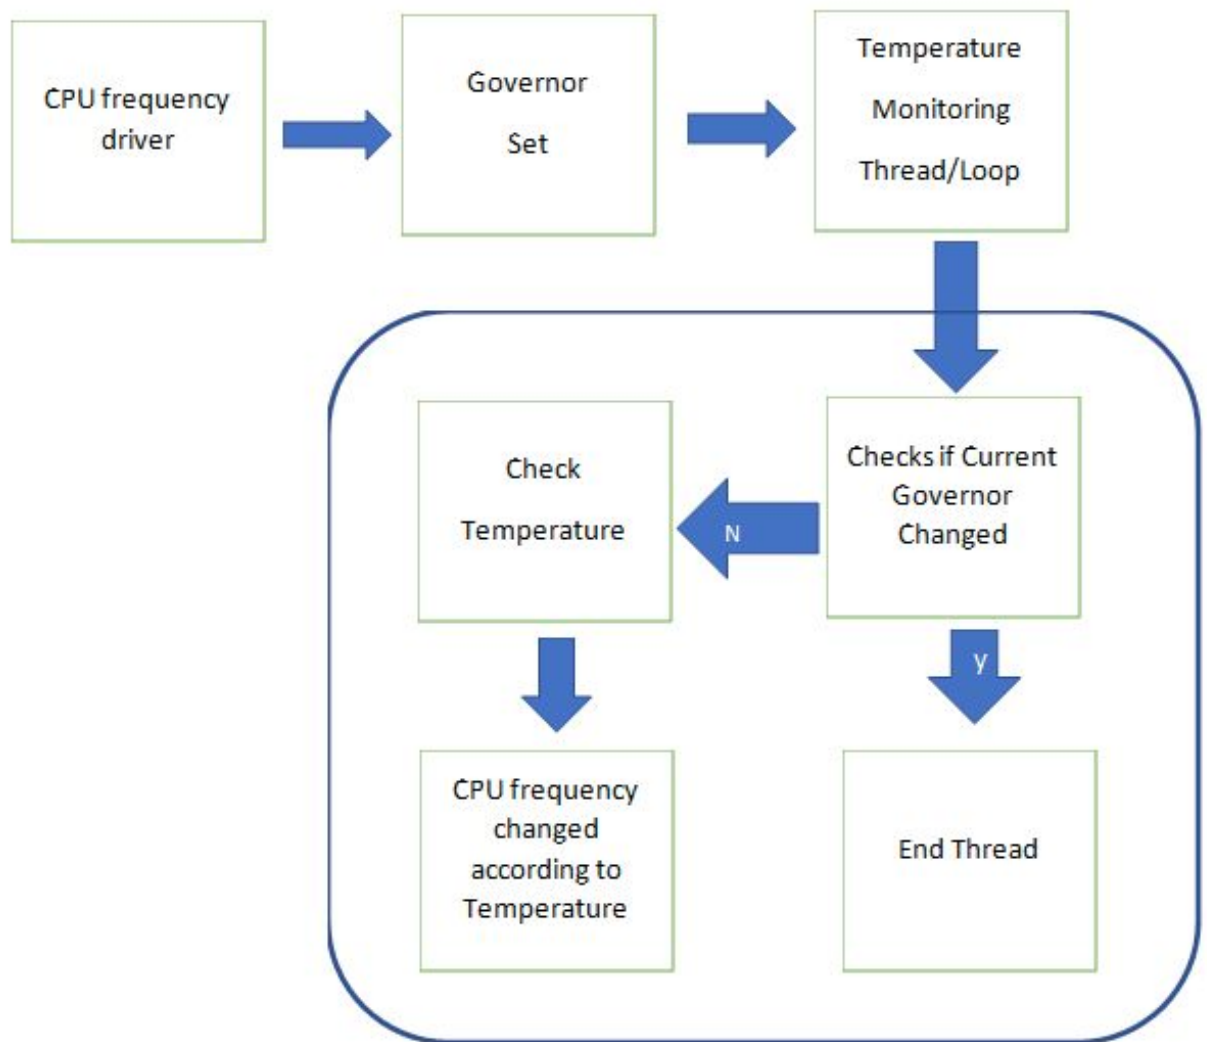 CPU frequency
driver
Governor
Set
Temperature
Monitoring
Thread/Loop
Checks if Current
Governor
Changed
N
Check
Temperature
y
CPU frequency
changed
according to
Temperature
End Thread